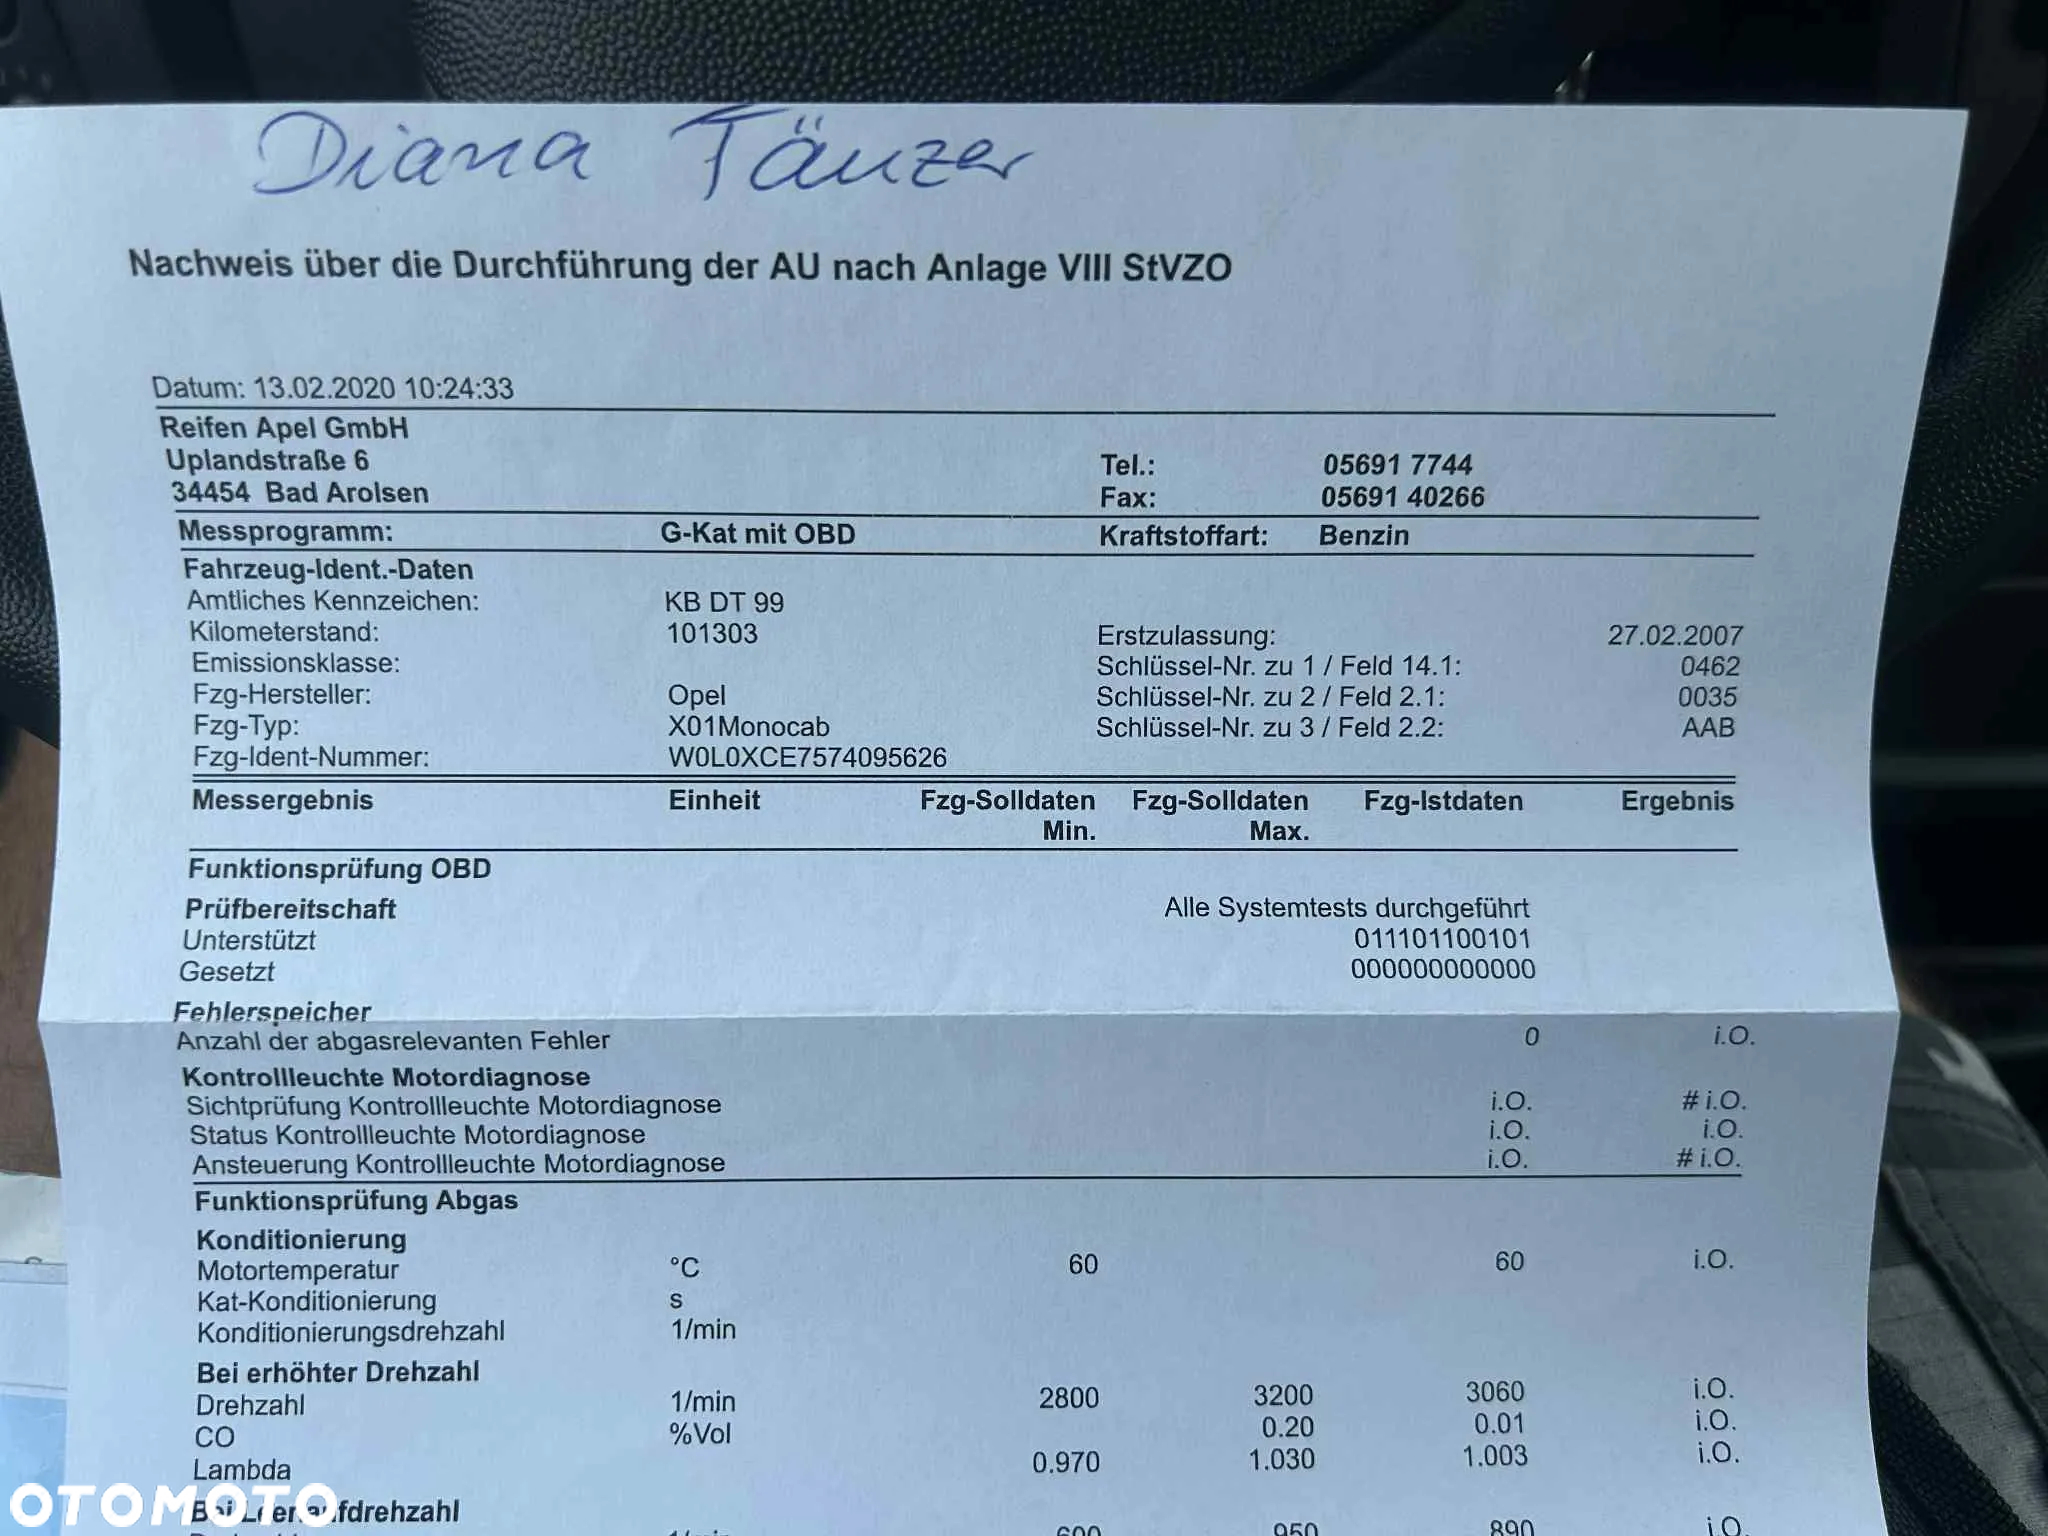 Diana Tänzer
Nachweis über die Durchführung der AU nach Anlage VIII StVZO
Datum: 13.02.2020 10:24:33
Reifen Apel GmbH
Uplandstraße 6 Tel.: 05691 7744
34454 Bad Arolsen Fax: 05691 40266
Messprogramm: G-Kat mit OBD Kraftstoffart: Benzin
Fahrzeug-Ident.-Daten
Amtliches Kennzeichen: KB DT 99
Kilometerstand: 101303 Erstzulassung: 27.02.2007
Emissionsklasse: Schlüssel-Nr. zu 1 / Feld 14.1: 0462
Fzg-Hersteller: Opel Schlüssel-Nr. zu 2 / Feld 2.1: 0035
Fzg-Typ: X01Monocab Schlüssel-Nr. zu 3 / Feld 2.2: AAB
Fzg-Ident-Nummer: W0L0XCE7574095626
Messergebnis Einheit Fzg-Solldaten Fzg-Solldaten Fzg-Istdaten Ergebnis
Min. Max.
Funktionsprüfung OBD
Prüfbereitschaft Alle Systemtests durchgeführt
Unterstützt 011101100101
Gesetzt 000000000000
Fehlerspeicher
Anzahl der abgasrelevanten Fehler 0 i.O.
Kontrollleuchte Motordiagnose
Sichtprüfung Kontrollleuchte Motordiagnose i.O. # i.O.
Status Kontrollleuchte Motordiagnose i.O. i.O.
Ansteuerung Kontrollleuchte Motordiagnose i.O. # i.O.
Funktionsprüfung Abgas
Konditionierung
Motortemperatur °C 60 60 i.O.
Kat-Konditionierung s
Konditionierungsdrehzahl 1/min
Bei erhöhter Drehzahl
Drehzahl 1/min 2800 3200 3060 i.O.
CO %Vol 0.20 0.01 i.O.
Lambda 0.970 1.030 1.003 i.O.
Bei Leerlaufdrehzahl
600 950 890 i.O.
OTOMOTO